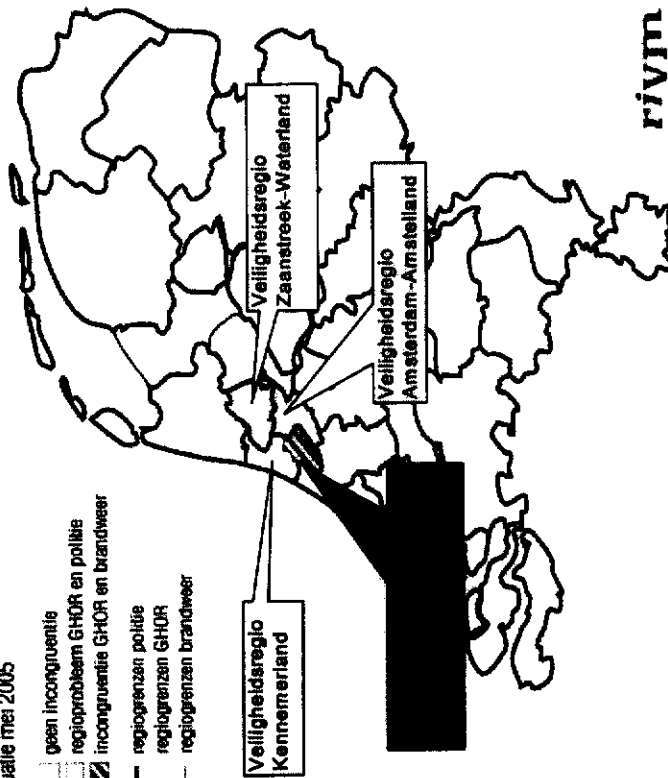 uatie mei 2005
geen incongruentie
regioprobleem GHOR en politie
incongruentie GHOR en brandweer
regiogrenzen politie
regiogrenzen GHOR
regiogrenzen brandweer
Veiligheidsregio
Zaanstreek-Waterland
Veiligheidsregio
Kennemerland
Veiligheidsregio
Amsterdam-Amstelland
rivm